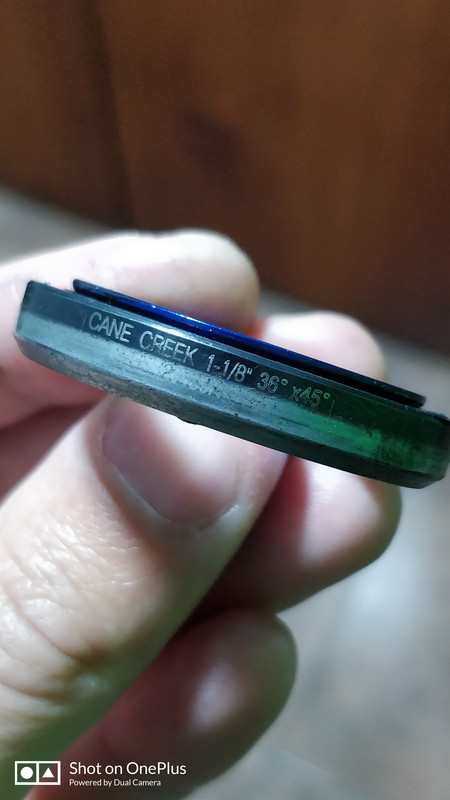 CANE CREEK 1-1/8" 36° x45°
Shot on OnePlus
Powered by Dual Camera